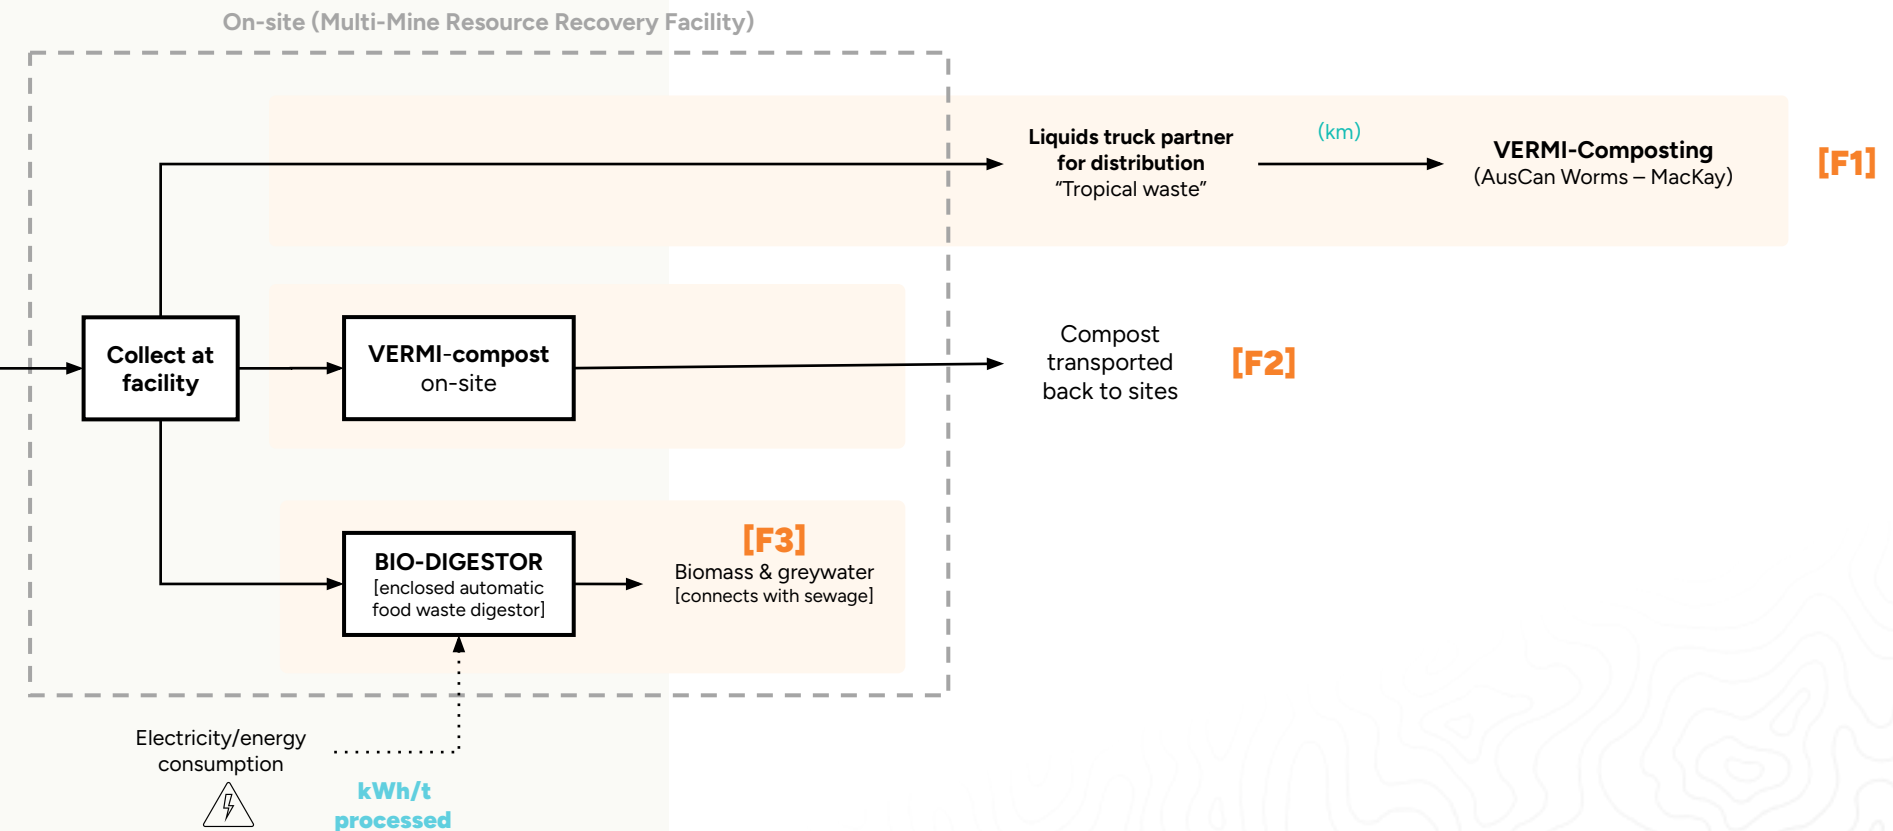 On-site (Multi-Mine Resource Recovery Facility)
Liquids truck partner
for distribution
“Tropical waste”
(km)
VERMI-Composting
(AusCan Worms – MacKay)
[F1]
Collect at
facility
VERMI-compost
on-site
Compost
transported
back to sites
[F2]
BIO-DIGESTOR
[enclosed automatic
food waste digestor]
[F3]
Biomass & greywater
[connects with sewage]
Electricity/energy
consumption
kWh/t
processed